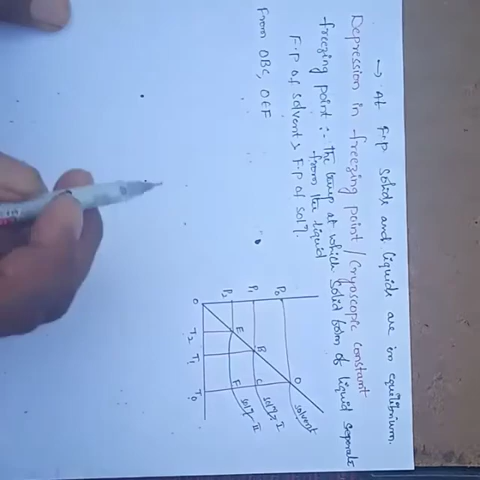 → At F.P solids and liquids are in equilibrium.
Depression in freezing point / Cryoscopic constant
freezing point :- the temp at which solid form of liquid seperate
from the liquid
F.P of solvent > F.P of solⁿ.
From OBC, OEF
P₀
P₁
P₂
O
solvent
B
C
solⁿ I
E
F
solⁿ II
O
T₂
T₁
T₀